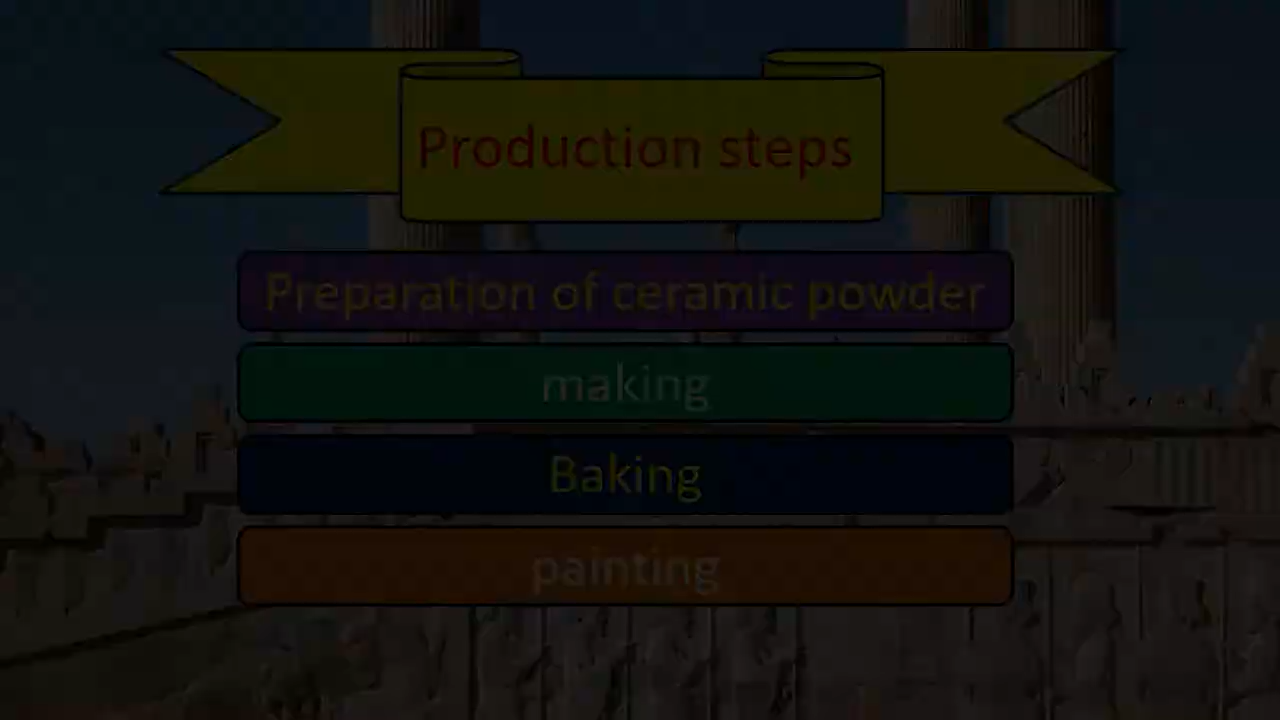 Production steps
Preparation of ceramic powder
making
Baking
painting